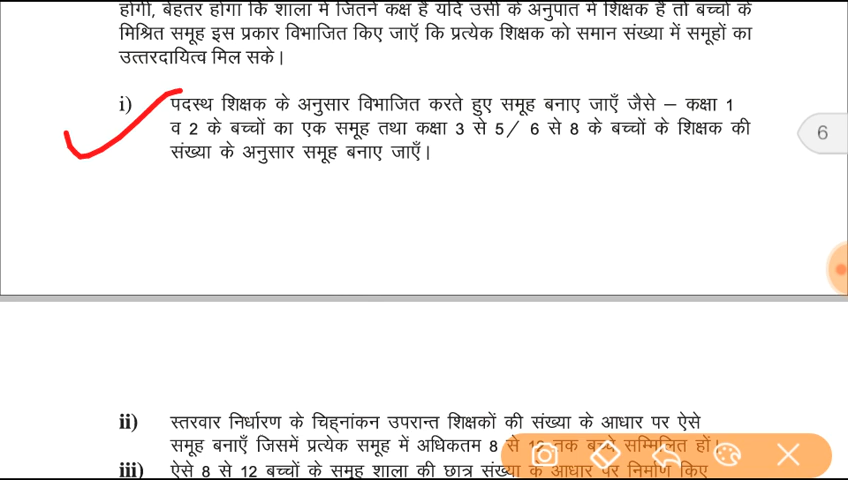 होगी, बेहतर होगा कि शाला में जितने कक्ष हैं यदि उसी के अनुपात में शिक्षक हैं तो बच्चों के
मिश्रित समूह इस प्रकार विभाजित किए जाएँ कि प्रत्येक शिक्षक को समान संख्या में समूहों का
उत्तरदायित्व मिल सके।
i) पदस्थ शिक्षक के अनुसार विभाजित करते हुए समूह बनाए जाएँ जैसे – कक्षा 1
व 2 के बच्चों का एक समूह तथा कक्षा 3 से 5/ 6 से 8 के बच्चों के शिक्षक की
संख्या के अनुसार समूह बनाए जाएँ।
6
ii) स्तरवार निर्धारण के चिह्नांकन उपरान्त शिक्षकों की संख्या के आधार पर ऐसे
समूह बनाएँ जिसमें प्रत्येक समूह में अधिकतम 8 से तक बच्चे सम्मिलित हों।
iii) ऐसे 8 से 12 बच्चों के समूह शाला की छात्र संख्या के आधार पर निर्माण किए